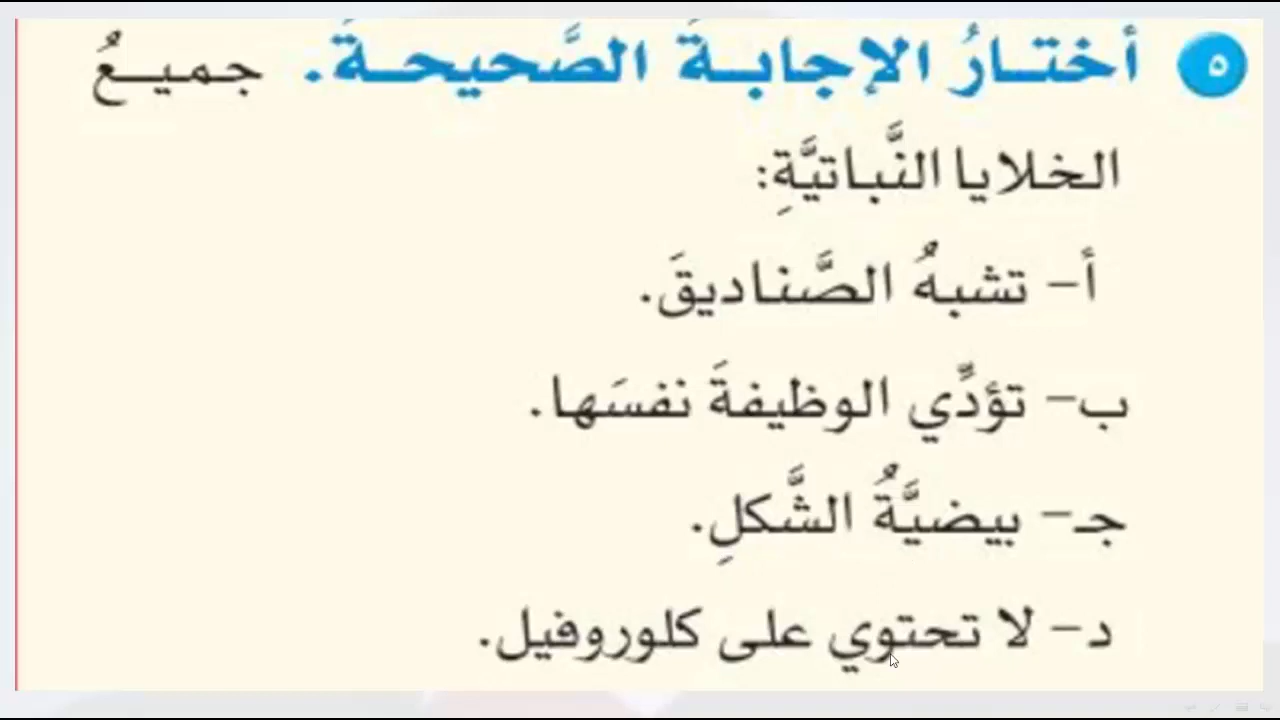 ٥ أختارُ الإجابةَ الصَّحيحةَ. جميعُ
الخلايا النَّباتيَّةِ:
أ- تشبهُ الصَّناديقَ.
ب- تؤدِّي الوظيفةَ نفسَها.
جـ- بيضيَّةُ الشَّكلِ.
د- لا تحتوي على كلوروفيل.